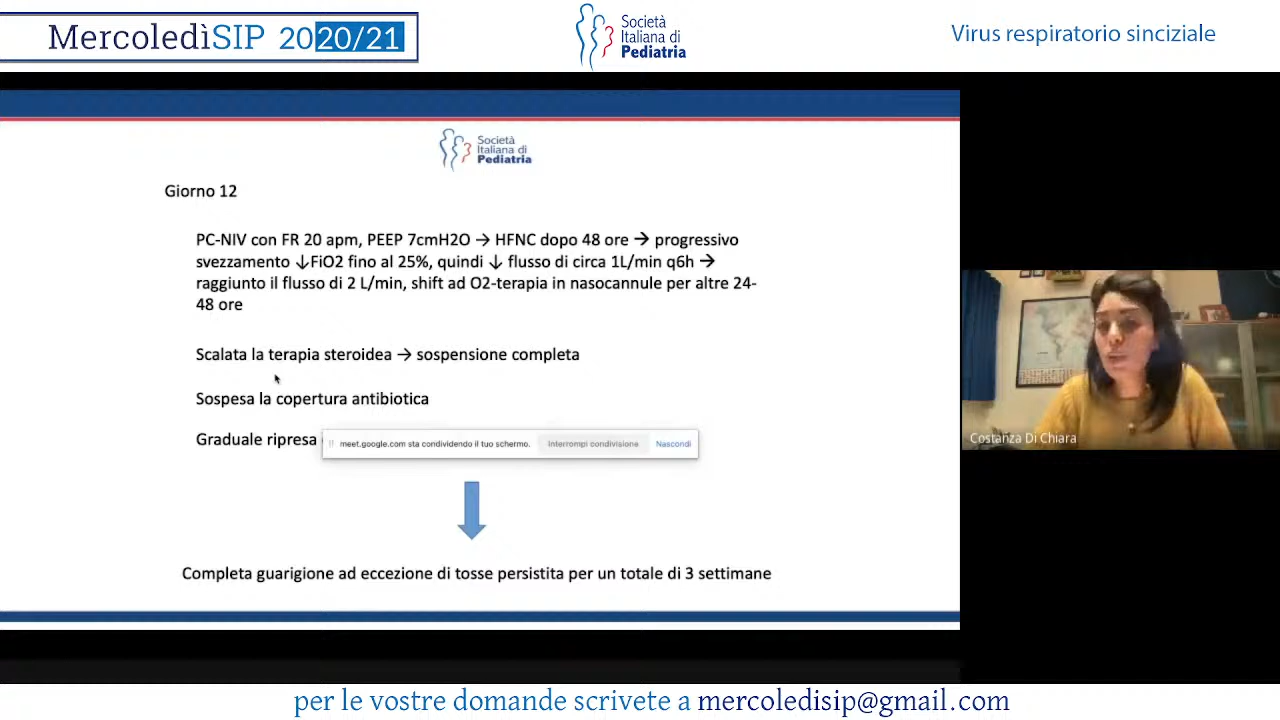 MercoledìSIP 2020/21
Società
Italiana di
Pediatria
Virus respiratorio sinciziale
Società
Italiana di
Pediatria
Giorno 12
PC-NIV con FR 20 apm, PEEP 7cmH2O → HFNC dopo 48 ore → progressivo
svezzamento ↓FiO2 fino al 25%, quindi ↓ flusso di circa 1L/min q6h →
raggiunto il flusso di 2 L/min, shift ad O2-terapia in nasocannule per altre 24-
48 ore
Scalata la terapia steroidea → sospensione completa
Sospesa la copertura antibiotica
Graduale ripresa
meet.google.com sta condividendo il tuo schermo. Interrompi condivisione Nascondi
Completa guarigione ad eccezione di tosse persistita per un totale di 3 settimane
Costanza Di Chiara
per le vostre domande scrivete a mercoledisip@gmail.com